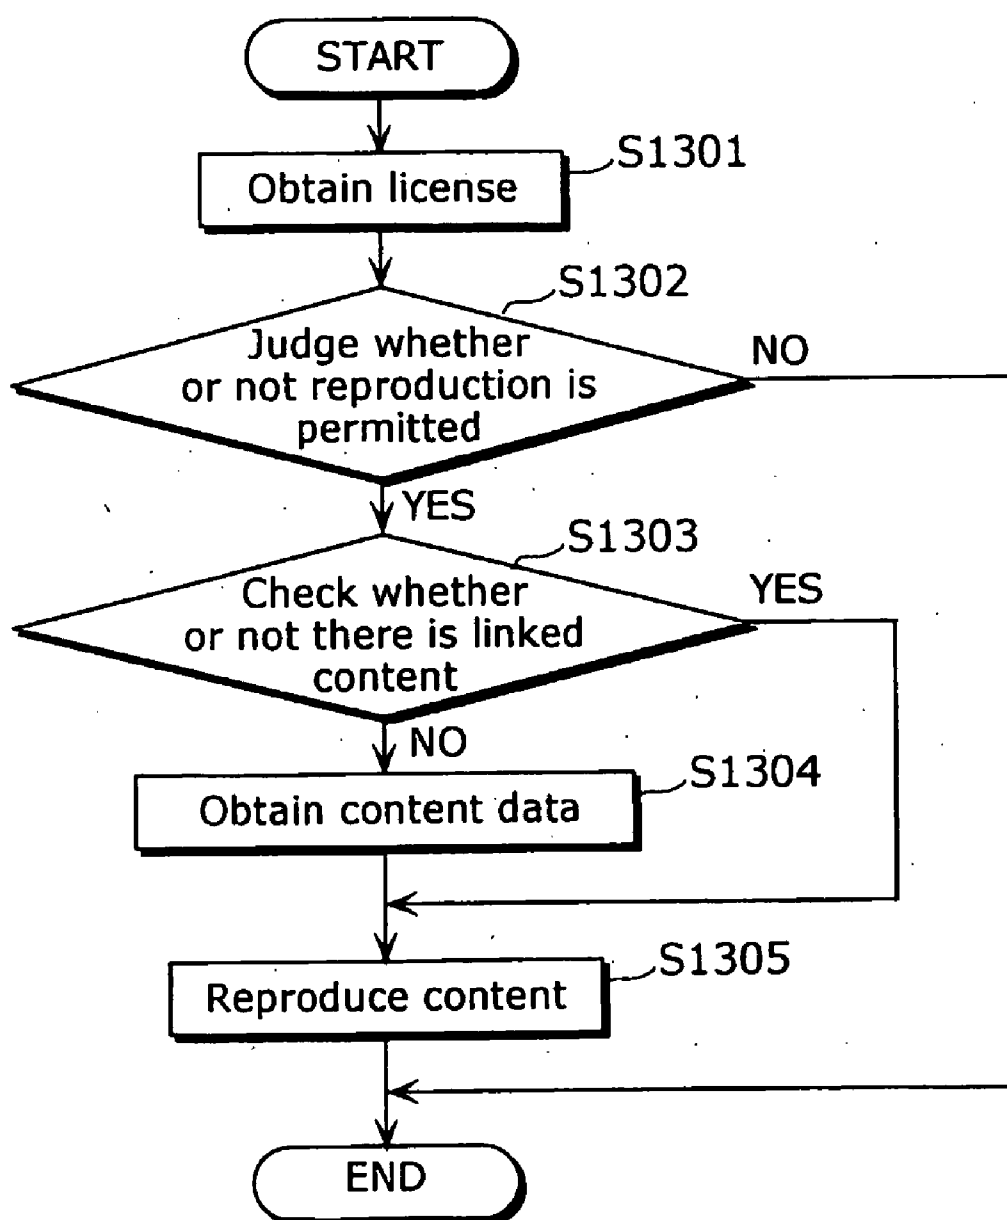 START
S1301
Obtain license
S1302
Judge whether
or not reproduction is
permitted
NO
YES
S1303
Check whether
or not there is linked
content
YES
NO
S1304
Obtain content data
S1305
Reproduce content
END